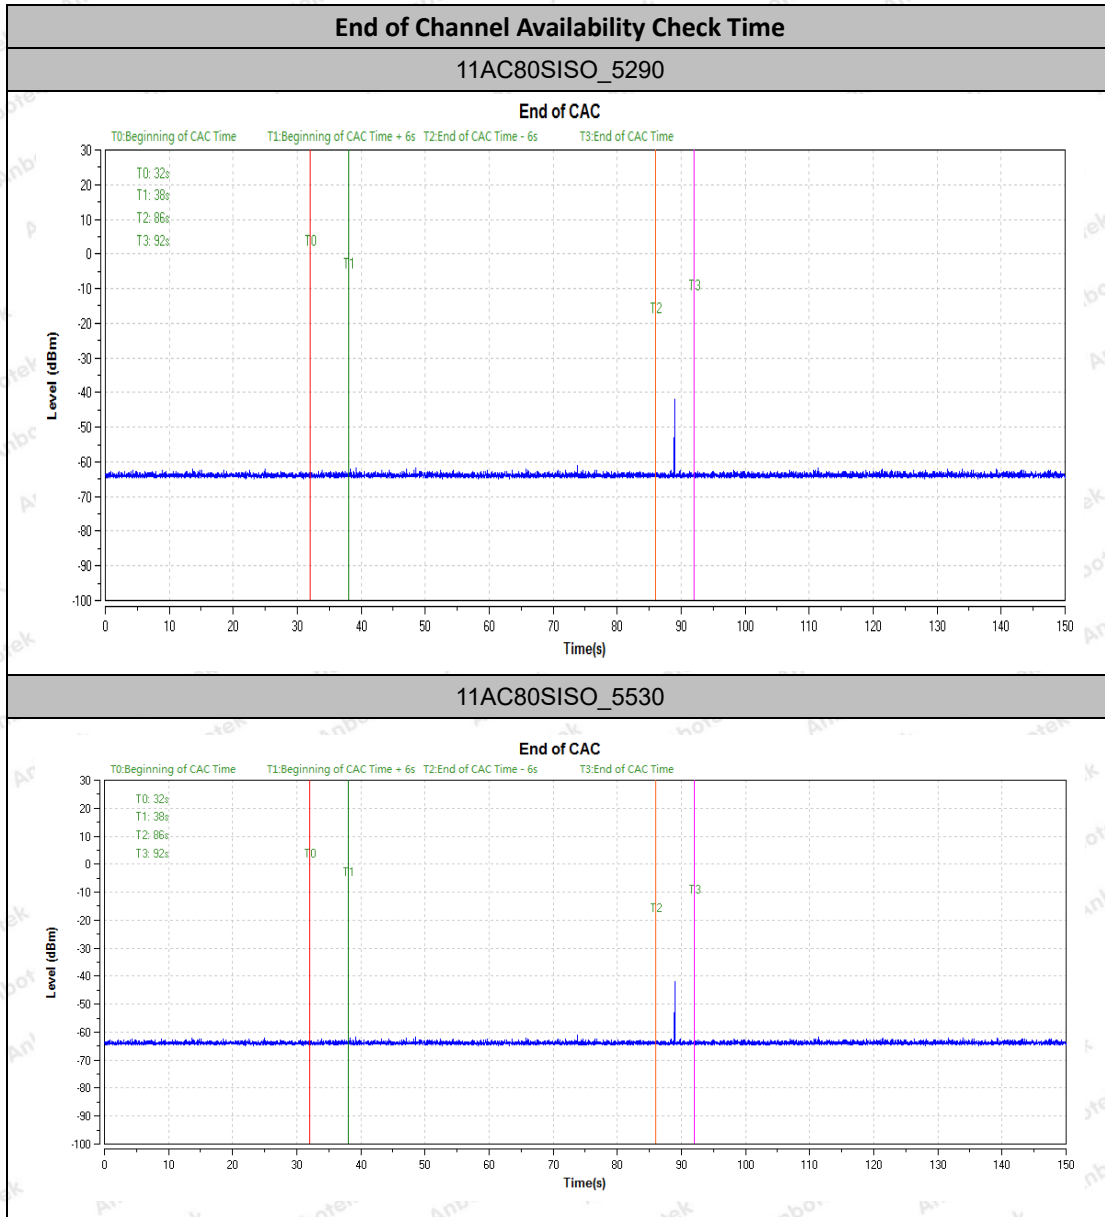 End of Channel Availability Check Time
11AC80SISO_5290
End of CAC
T0:Beginning of CAC Time T1:Beginning of CAC Time + 6s T2:End of CAC Time - 6s T3:End of CAC Time
T0: 32s
T1: 38s
T2: 86s
T3: 92s
T0
T1
T3
T2
30
20
10
0
-10
-20
-30
-40
-50
-60
-70
-80
-90
-100
Level (dBm)
0 10 20 30 40 50 60 70 80 90 100 110 120 130 140 150
Time(s)
11AC80SISO_5530
End of CAC
T0:Beginning of CAC Time T1:Beginning of CAC Time + 6s T2:End of CAC Time - 6s T3:End of CAC Time
T0: 32s
T1: 38s
T2: 86s
T3: 92s
T0
T1
T3
T2
30
20
10
0
-10
-20
-30
-40
-50
-60
-70
-80
-90
-100
Level (dBm)
0 10 20 30 40 50 60 70 80 90 100 110 120 130 140 150
Time(s)